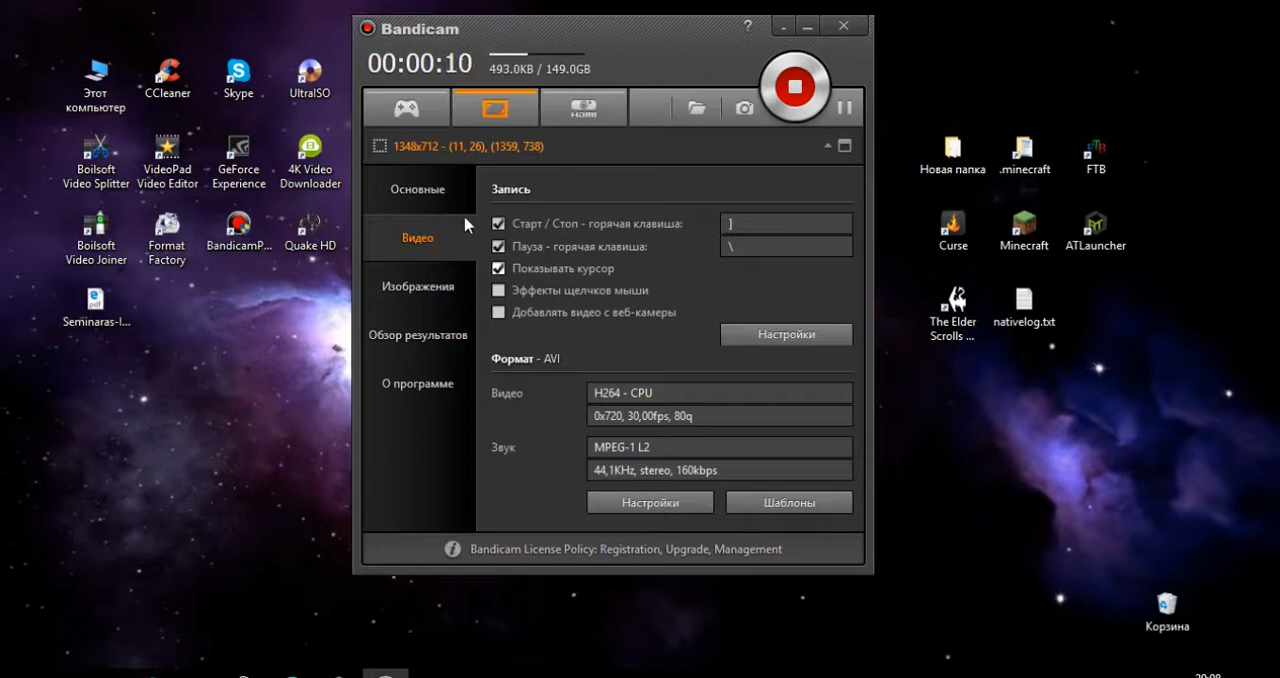 Bandicam
?
00:00:10
493.0KB / 149.0GB
HDMI
1348x712 - (11, 26), (1359, 738)
Основные
Видео
Изображения
Обзор результатов
О программе
Запись
Старт / Стоп - горячая клавиша:
]
Пауза - горячая клавиша:
\
Показывать курсор
Эффекты щелчков мыши
Добавлять видео с веб-камеры
Настройки
Формат - AVI
Видео
H264 - CPU
0x720, 30,00fps, 80q
Звук
MPEG-1 L2
44,1KHz, stereo, 160kbps
Настройки
Шаблоны
Bandicam License Policy: Registration, Upgrade, Management
Этот
компьютер
CCleaner
Skype
UltraISO
Boilsoft
Video Splitter
VideoPad
Video Editor
GeForce
Experience
4K Video
Downloader
Boilsoft
Video Joiner
Format
Factory
BandicamP...
Quake HD
pdf
Seminaras-I...
Новая папка
.minecraft
FTB
FTB
Curse
Minecraft
ATLauncher
The Elder
Scrolls ...
nativelog.txt
Корзина